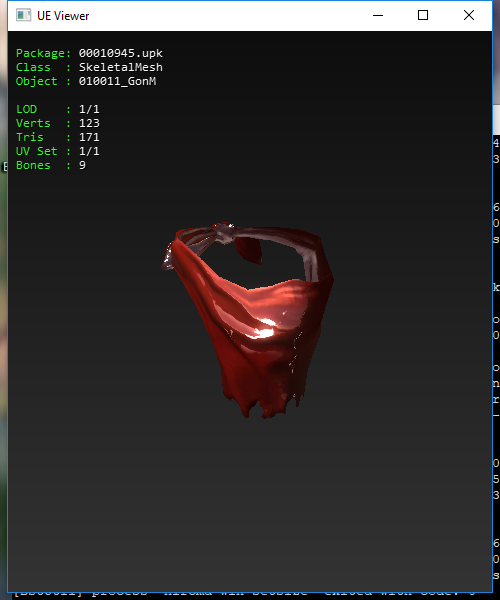 UE Viewer
Package: 00010945.upk
Class  : SkeletalMesh
Object : 010011_GonM
LOD    : 1/1
Verts  : 123
Tris   : 171
UV Set : 1/1
Bones  : 9